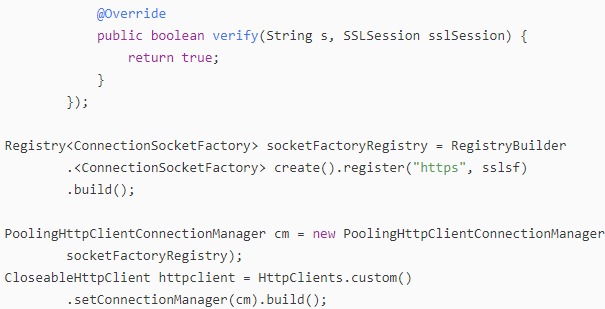 @Override
public boolean verify(String s, SSLSession sslSession) {
return true;
}
});
Registry<ConnectionSocketFactory> socketFactoryRegistry = RegistryBuilder
.<ConnectionSocketFactory> create().register("https", sslsf)
.build();
PoolingHttpClientConnectionManager cm = new PoolingHttpClientConnectionManager
socketFactoryRegistry);
CloseableHttpClient httpclient = HttpClients.custom()
.setConnectionManager(cm).build();